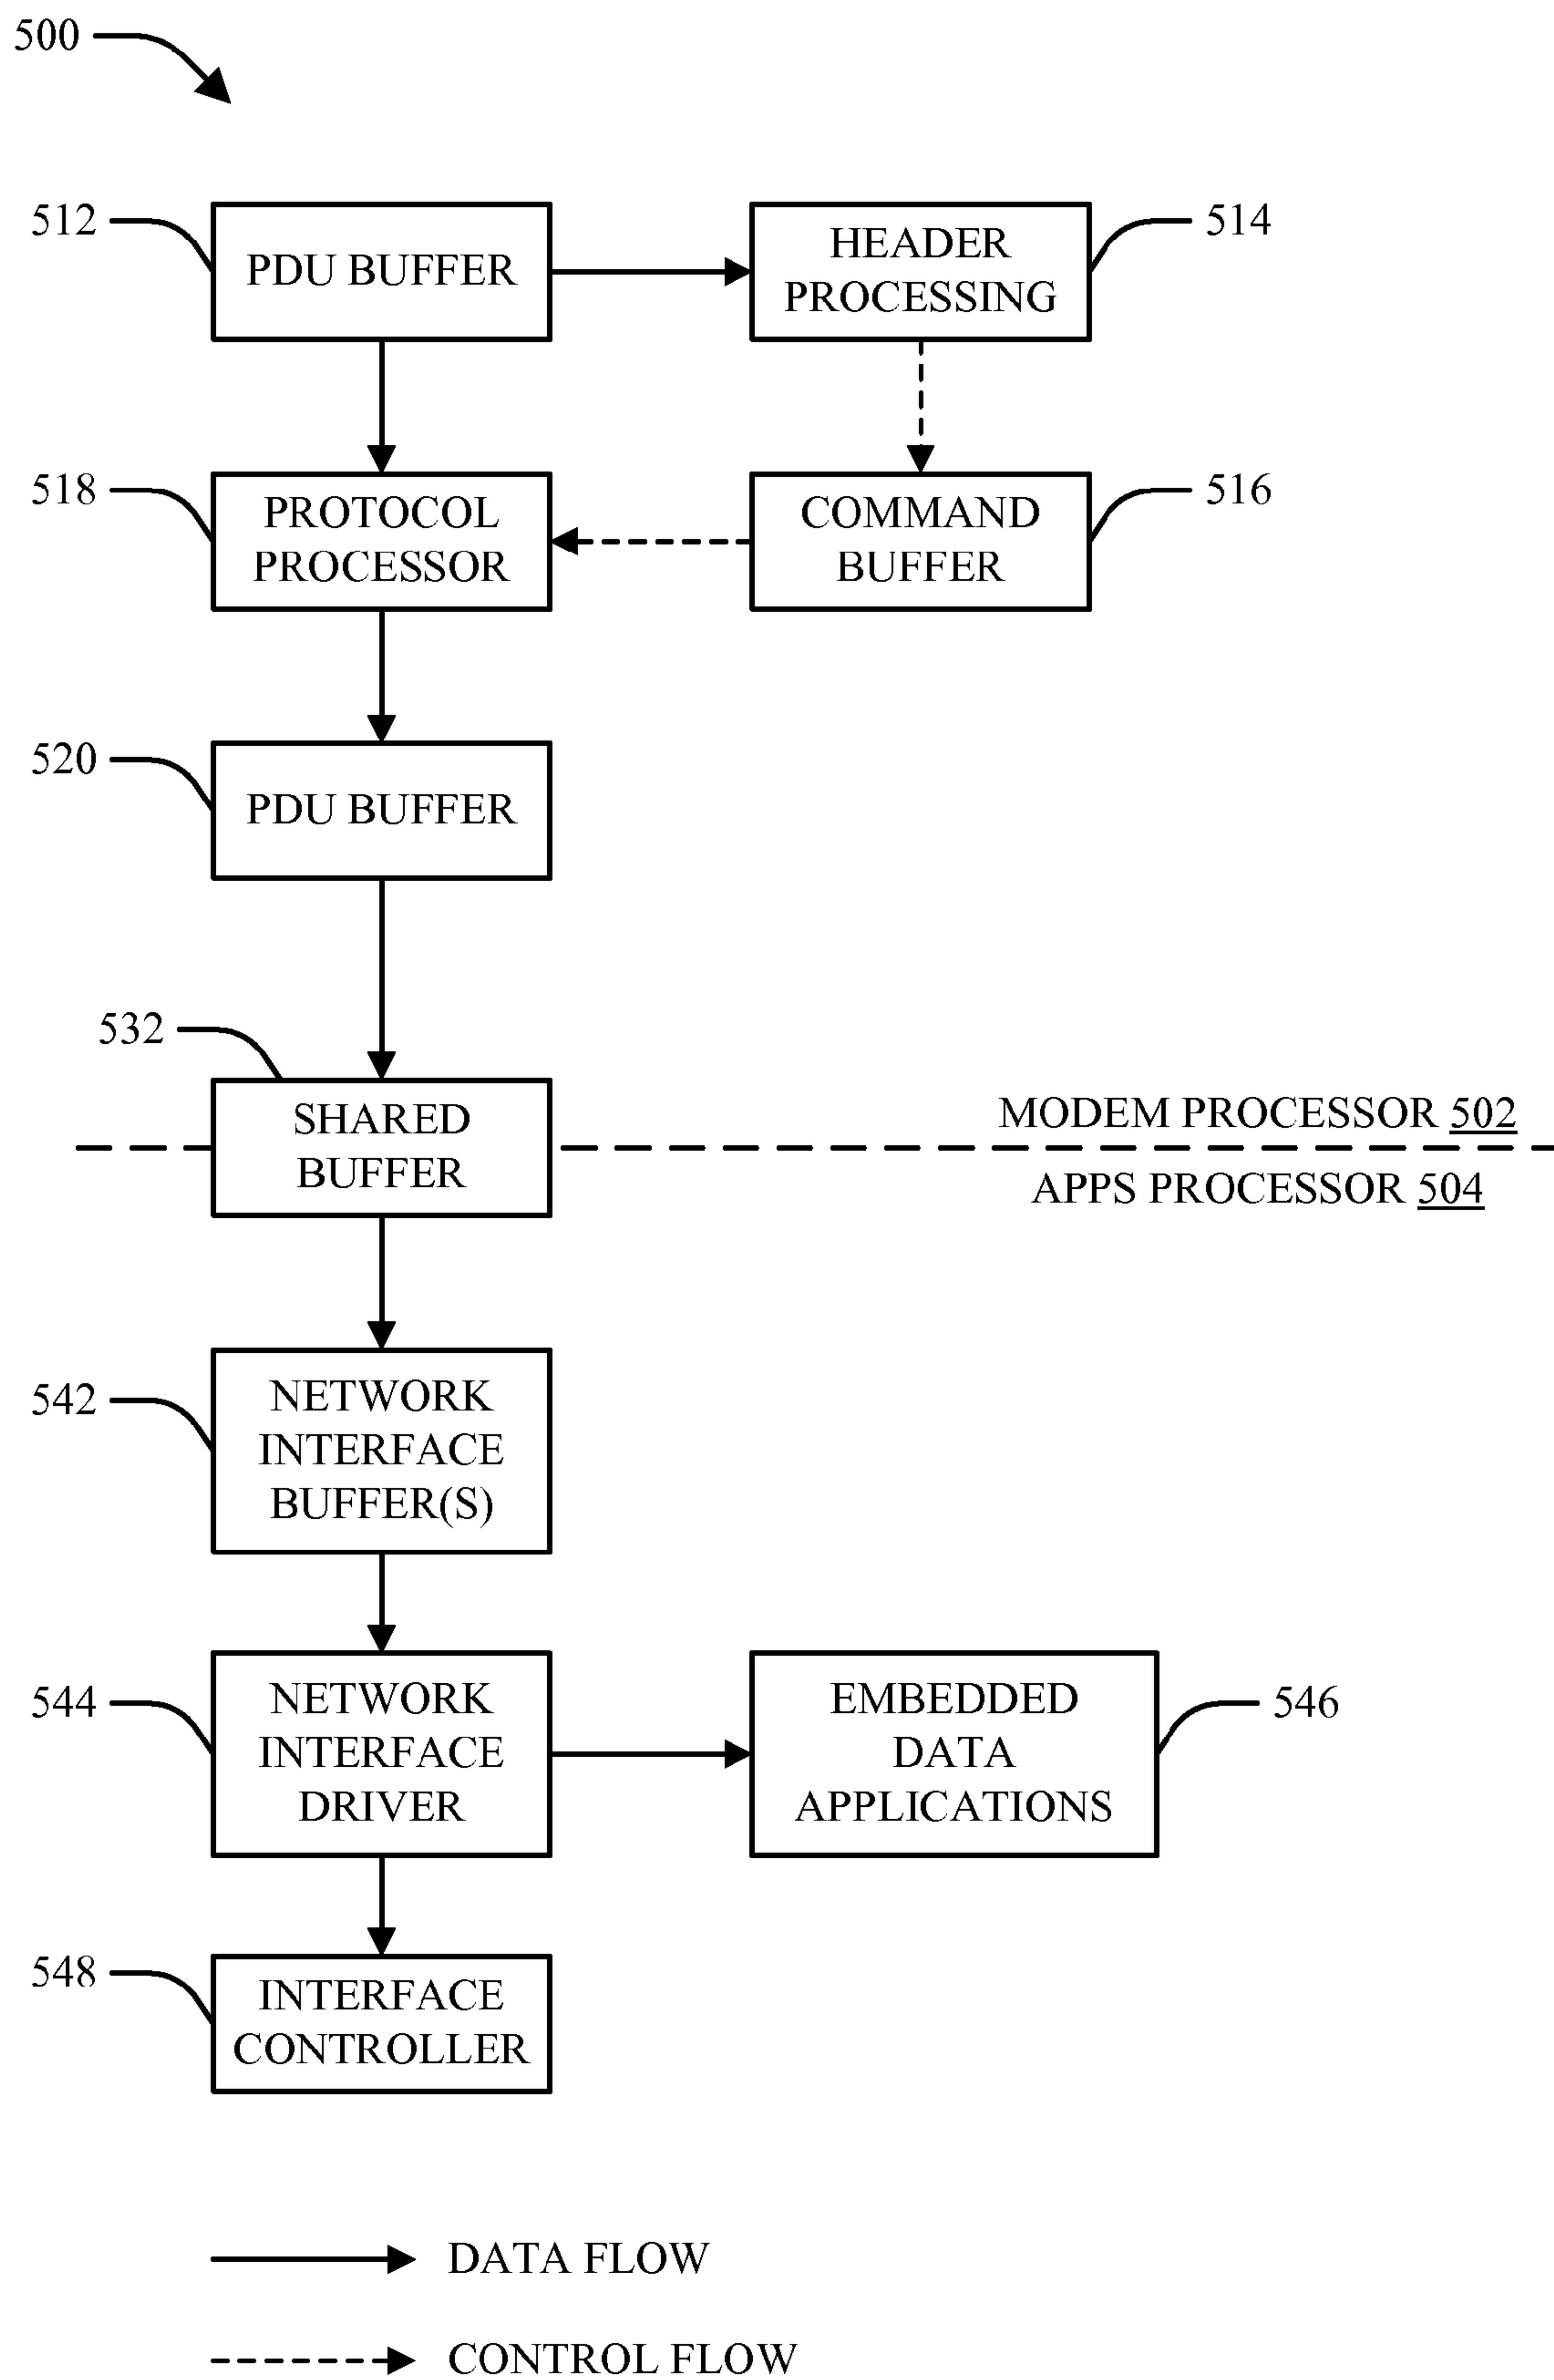 500
512
PDU BUFFER
HEADER
PROCESSING
514
518
PROTOCOL
PROCESSOR
COMMAND
BUFFER
516
520
PDU BUFFER
532
SHARED
BUFFER
MODEM PROCESSOR 502
APPS PROCESSOR 504
542
NETWORK
INTERFACE
BUFFER(S)
544
NETWORK
INTERFACE
DRIVER
EMBEDDED
DATA
APPLICATIONS
546
548
INTERFACE
CONTROLLER
DATA FLOW
CONTROL FLOW